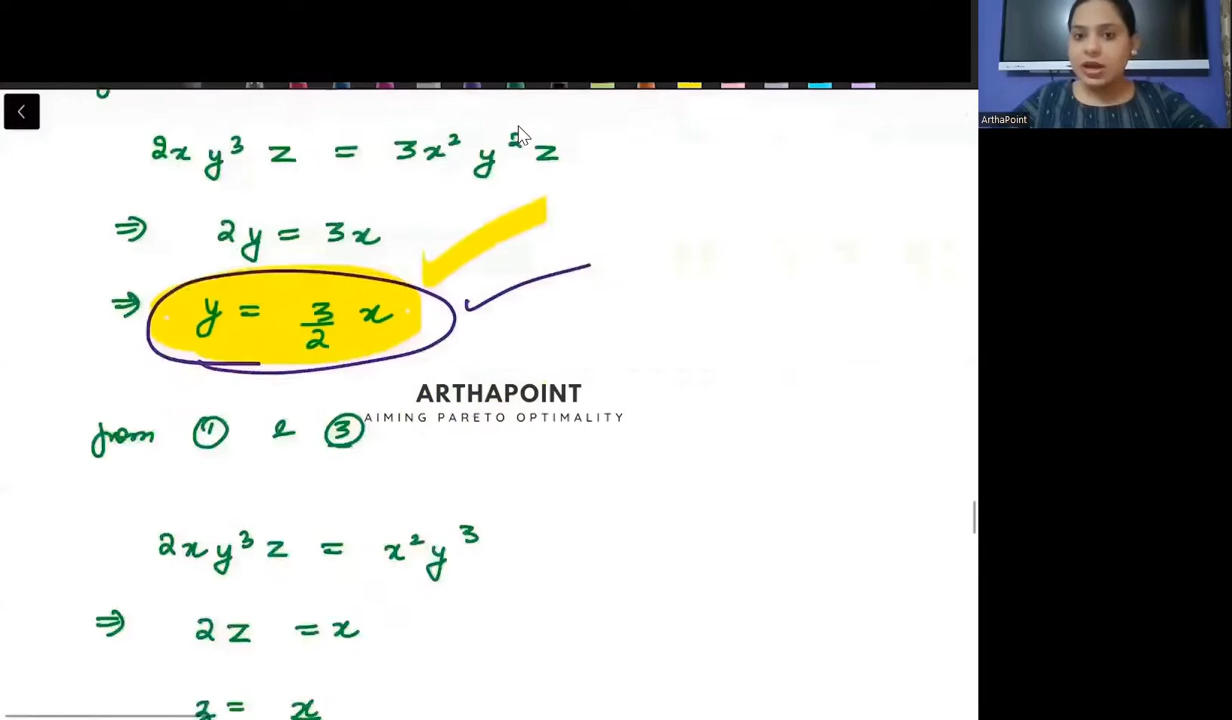 ArthaPoint
2x y³ z = 3x² y² z
⇒ 2y = 3x
⇒ y = 3/2 x
ARTHAPOINT
AIMING PARETO OPTIMALITY
from ① & ③
2x y³ z = x² y³
⇒ 2z = x
z = x